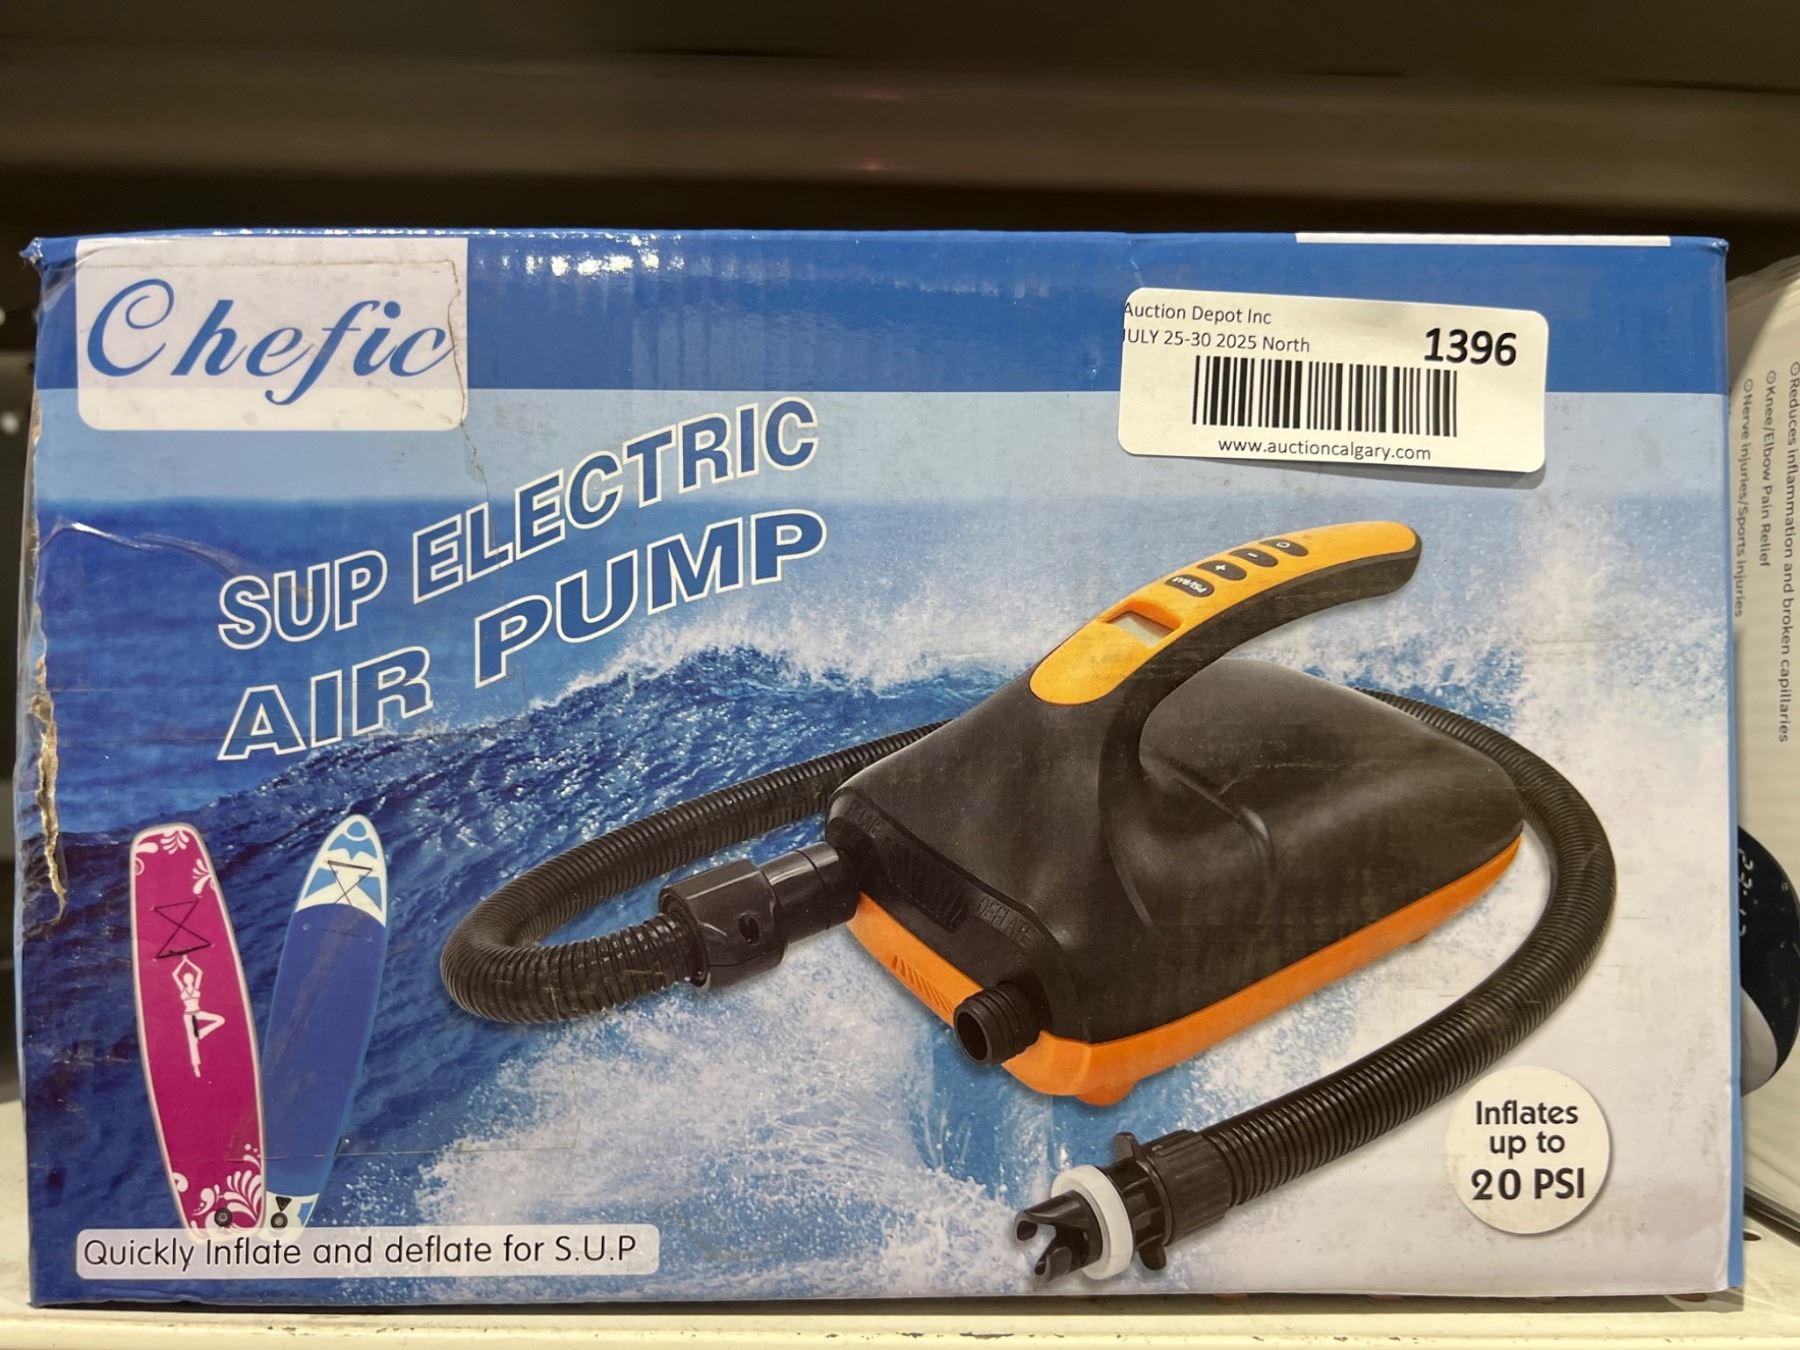 Chefic
Auction Depot Inc
JULY 25-30 2025 North
1396
www.auctioncalgary.com
SUP ELECTRIC
AIR PUMP
DEFLATE
Inflates
up to
20 PSI
Quickly Inflate and deflate for S.U.P
Reduces inflammation and broken capillaries
Knee/Elbow Pain Relief
Nerve injuries/Sports injuries